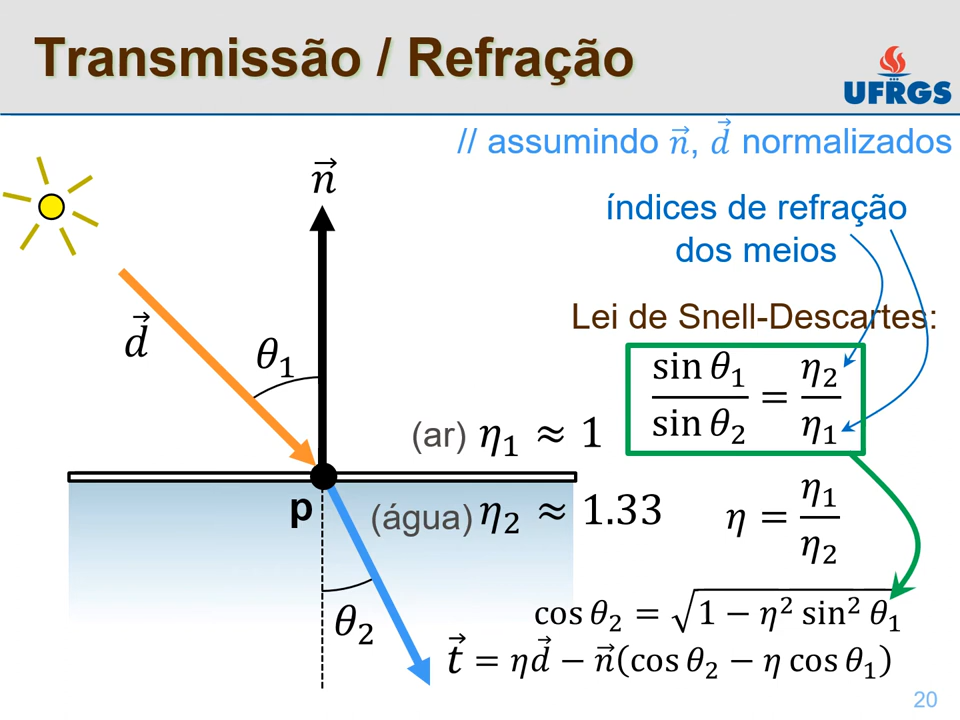 Transmissão / Refração
UFRGS
// assumindo n⃗, d⃗ normalizados
n⃗
índices de refração
dos meios
Lei de Snell-Descartes:
d⃗
θ₁
sin θ₁ / sin θ₂ = η₂ / η₁
(ar) η₁ ≈ 1
p
(água) η₂ ≈ 1.33
η = η₁ / η₂
θ₂
cos θ₂ = √(1 − η² sin² θ₁)
t⃗ = ηd⃗ − n⃗(cos θ₂ − η cos θ₁)
20